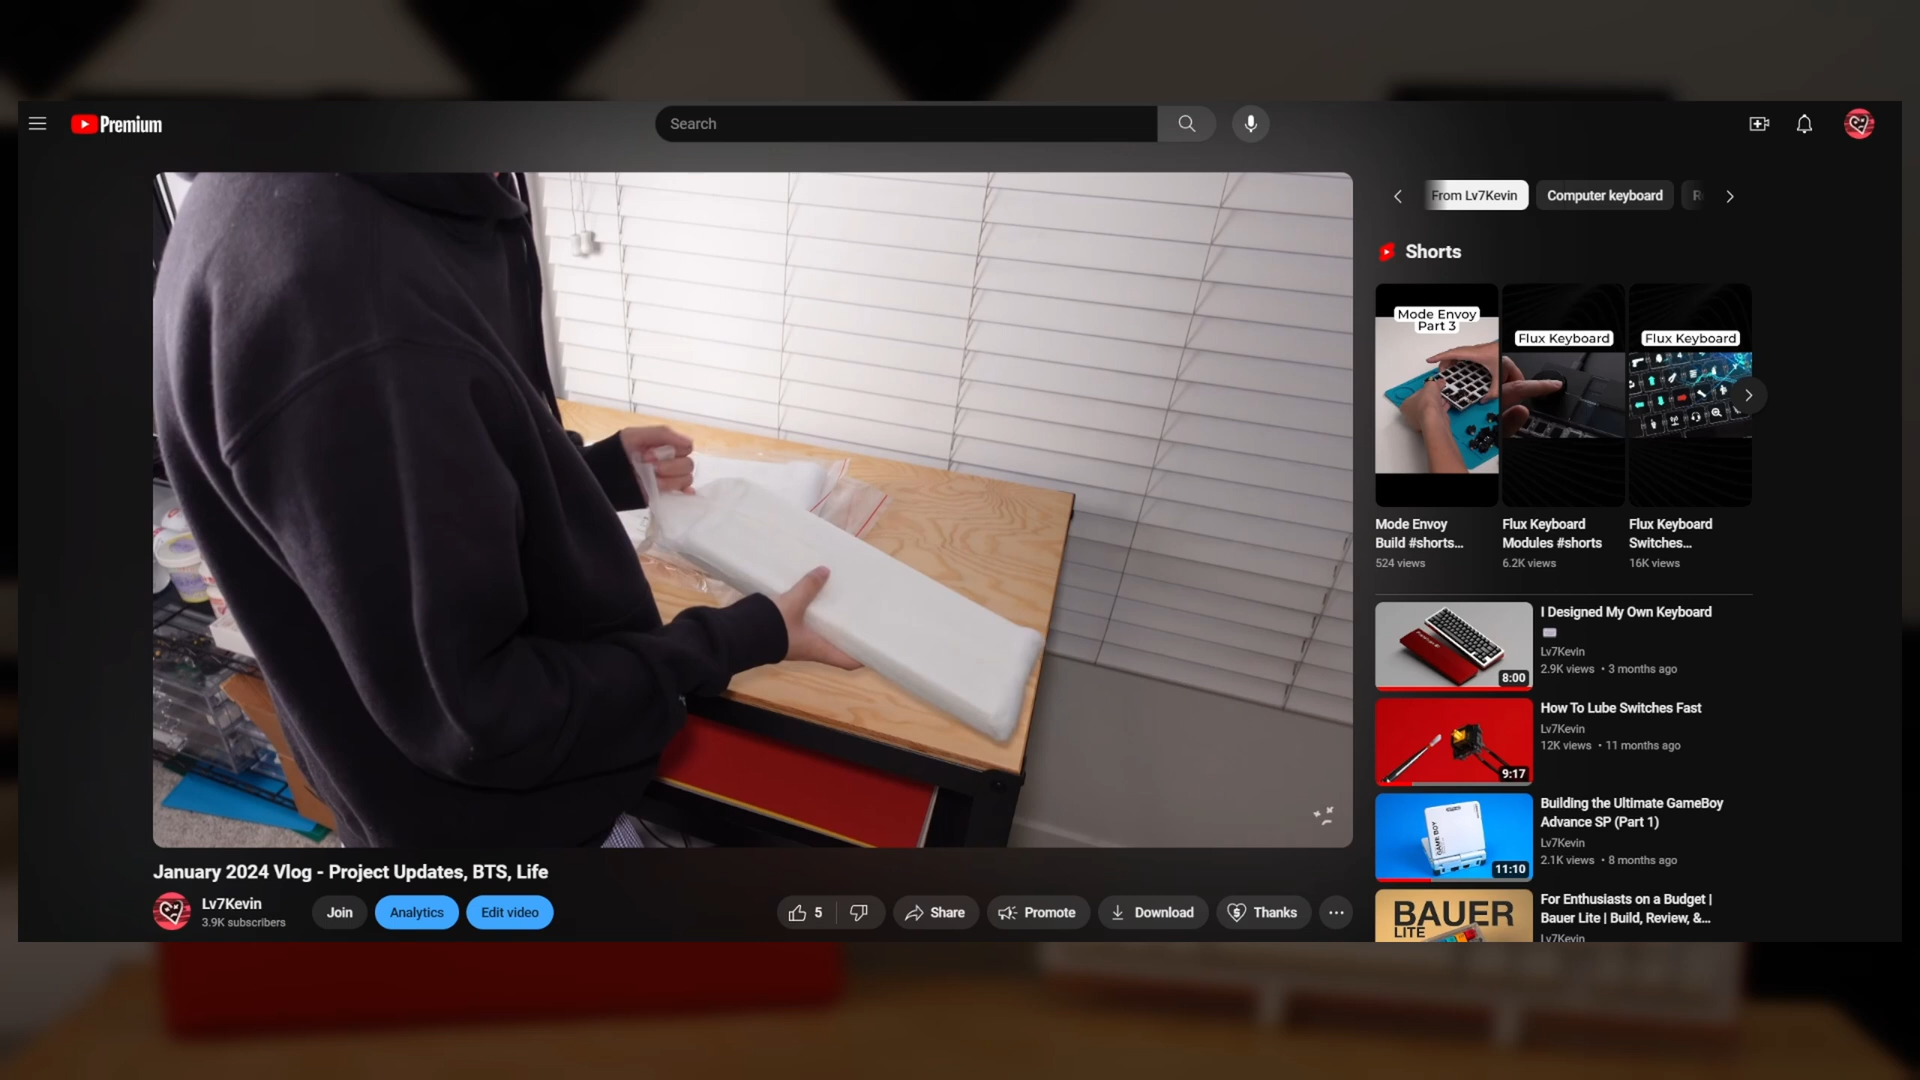 Premium
Search
From Lv7Kevin
Computer keyboard
Shorts
Mode Envoy
Part 3
Flux Keyboard
Flux Keyboard
Mode Envoy
Build #shorts...
524 views
Flux Keyboard
Modules #shorts
6.2K views
Flux Keyboard
Switches...
16K views
I Designed My Own Keyboard
Lv7Kevin
2.9K views • 3 months ago
8:00
How To Lube Switches Fast
Lv7Kevin
12K views • 11 months ago
9:17
Building the Ultimate GameBoy
Advance SP (Part 1)
Lv7Kevin
2.1K views • 8 months ago
GAME BOY
11:10
For Enthusiasts on a Budget |
Bauer Lite | Build, Review, &...
Lv7Kevin
BAUER
LITE
January 2024 Vlog - Project Updates, BTS, Life
Lv7Kevin
3.9K subscribers
Join
Analytics
Edit video
5
Share
Promote
Download
Thanks